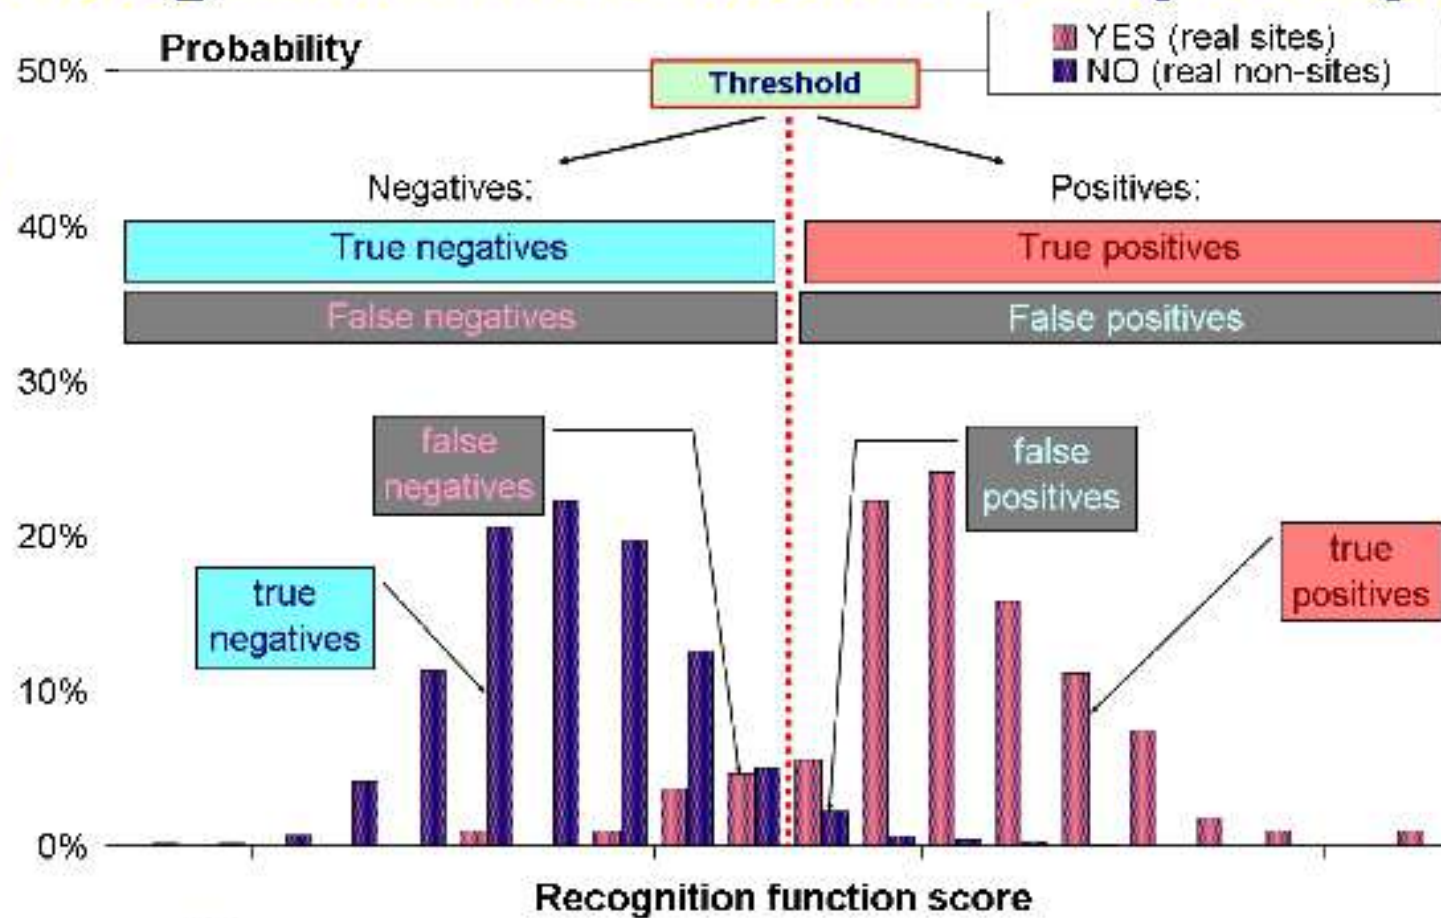 Probability
YES (real sites)
NO (real non-sites)
50%
Threshold
Negatives:
Positives:
40%
True negatives
True positives
False negatives
False positives
30%
false
negatives
false
positives
20%
true
negatives
true
positives
10%
0%
Recognition function score